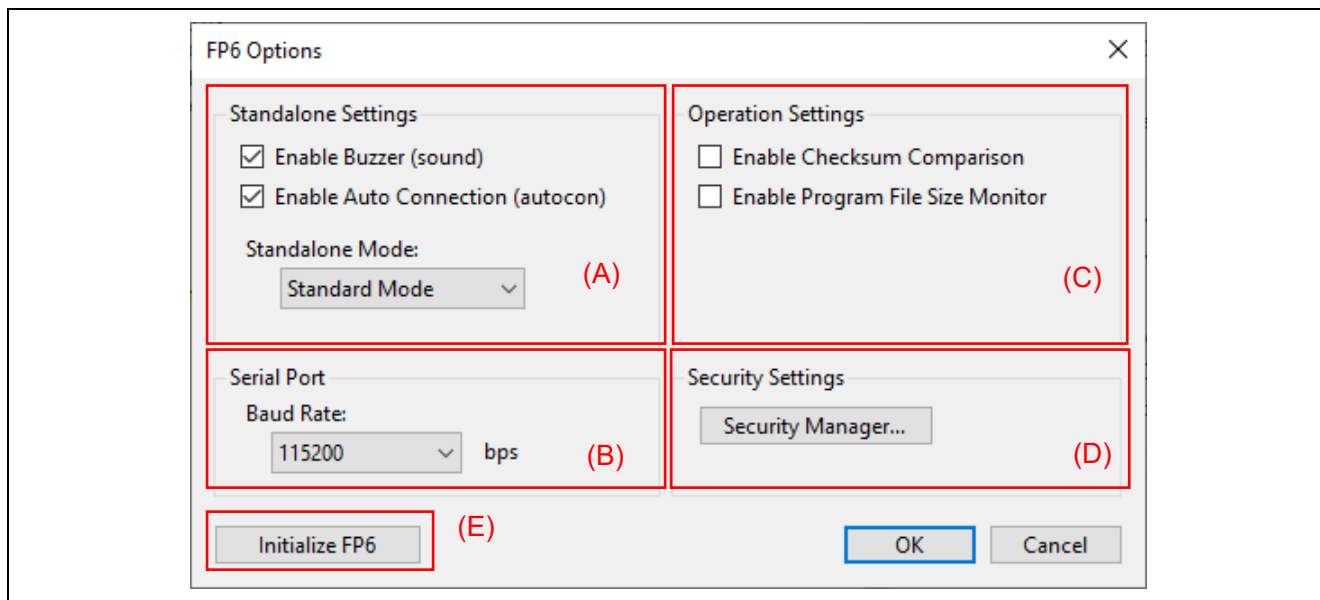 FP6 Options
Standalone Settings
Enable Buzzer (sound)
Enable Auto Connection (autocon)
Standalone Mode:
Standard Mode
(A)
Operation Settings
Enable Checksum Comparison
Enable Program File Size Monitor
(C)
Serial Port
Baud Rate:
115200 bps
(B)
Security Settings
Security Manager...
(D)
Initialize FP6
(E)
OK
Cancel